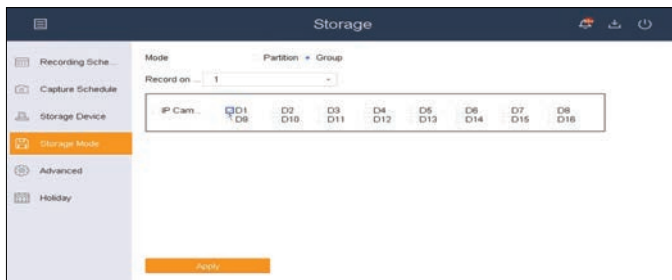 Storage
Recording Sche...
Capture Schedule
Storage Device
Storage Mode
Advanced
Holiday
Mode Partition Group
Record on ... 1
IP Cam... D1 D2 D3 D4 D5 D6 D7 D8
D9 D10 D11 D12 D13 D14 D15 D16
Apply